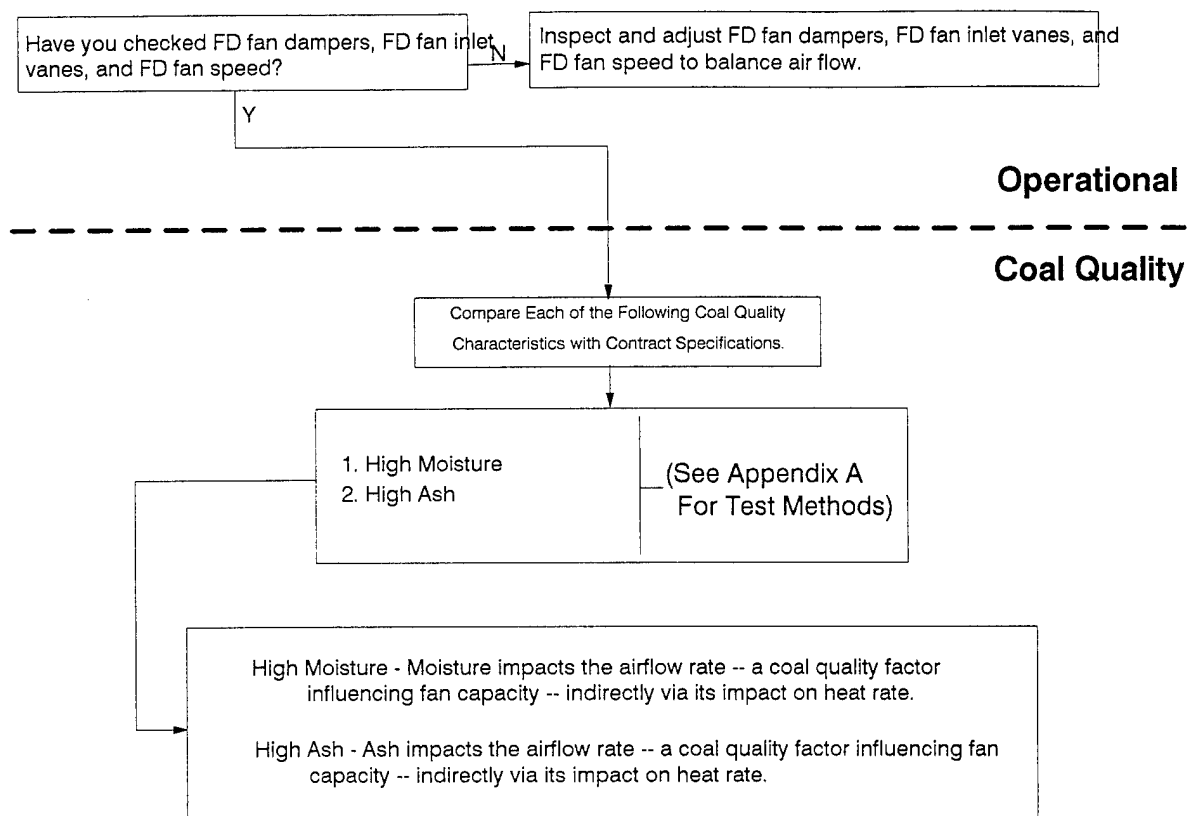 Have you checked FD fan dampers, FD fan inlet
vanes, and FD fan speed?
N
Inspect and adjust FD fan dampers, FD fan inlet vanes, and
FD fan speed to balance air flow.
Y
Operational
Coal Quality
Compare Each of the Following Coal Quality
Characteristics with Contract Specifications.
1. High Moisture
2. High Ash
(See Appendix A
For Test Methods)
High Moisture - Moisture impacts the airflow rate -- a coal quality factor
influencing fan capacity -- indirectly via its impact on heat rate.
High Ash - Ash impacts the airflow rate -- a coal quality factor influencing fan
capacity -- indirectly via its impact on heat rate.